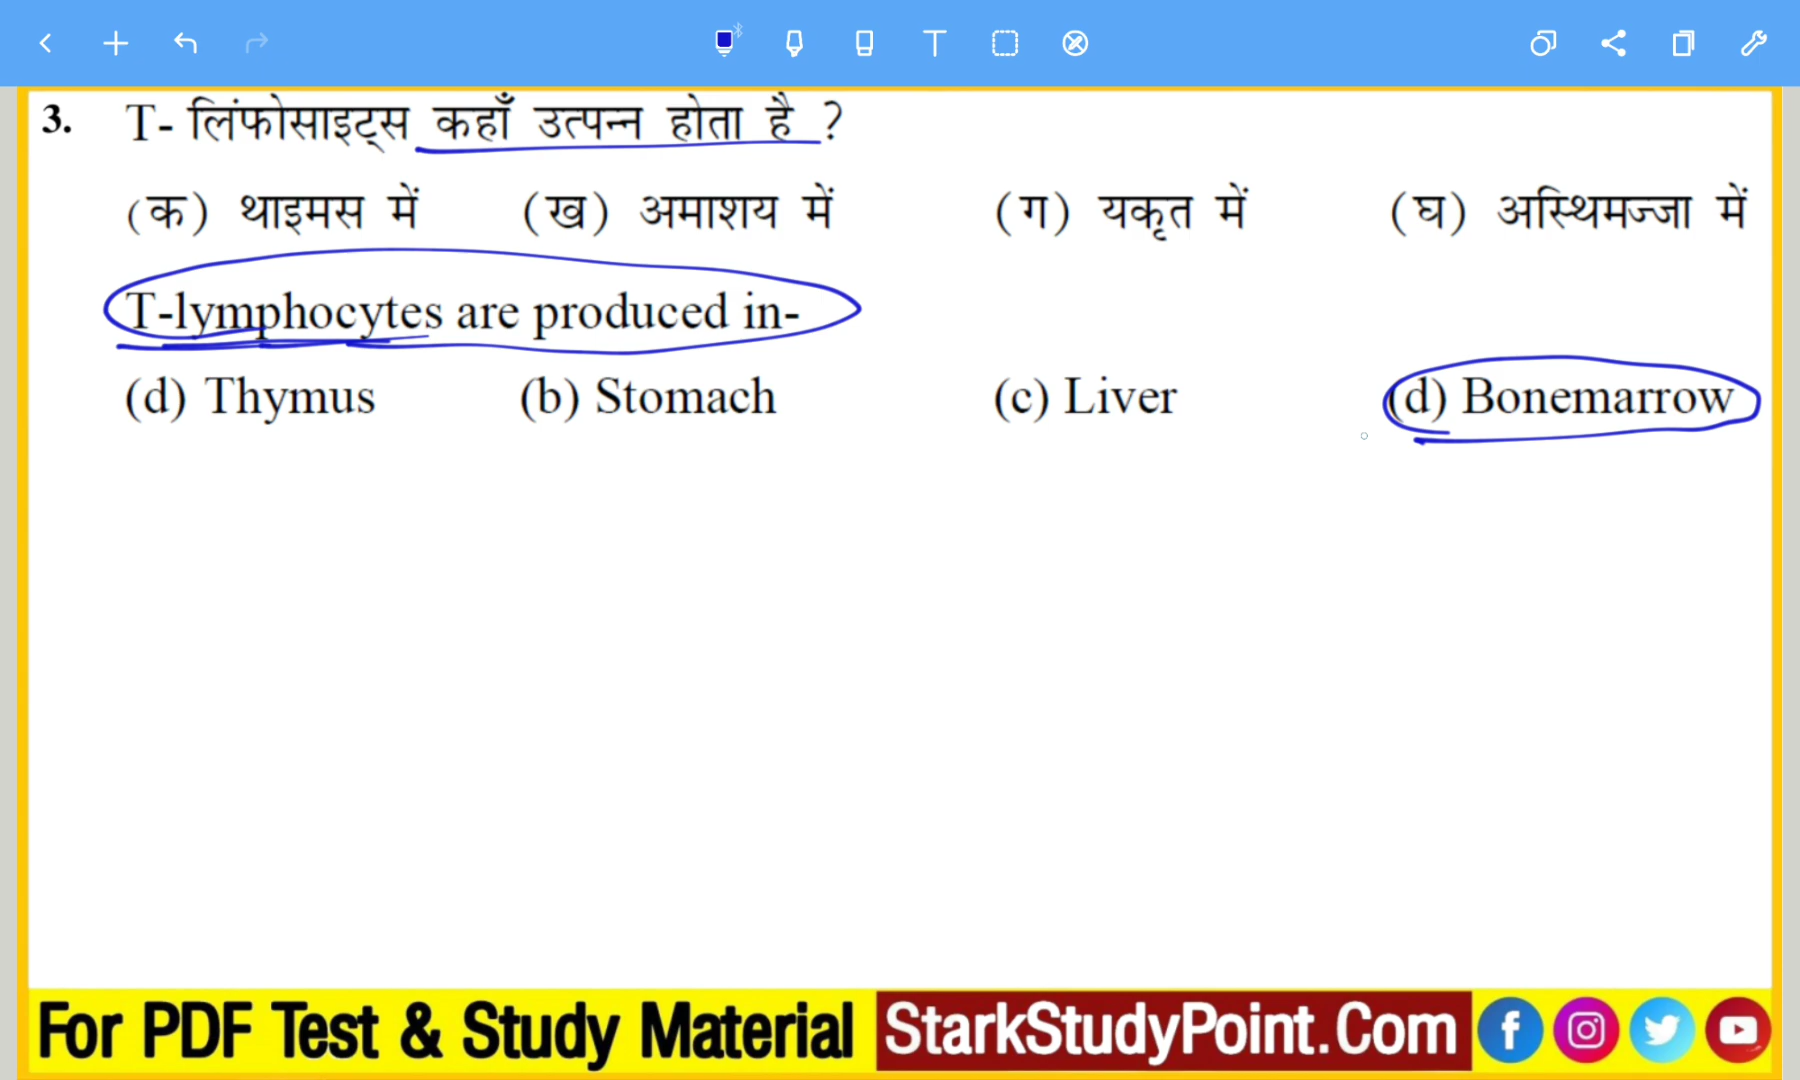 3. T- लिंफोसाइट्स कहाँ उत्पन्न होता है ?
(क) थाइमस में (ख) अमाशय में (ग) यकृत में (घ) अस्थिमज्जा में
T-lymphocytes are produced in-
(d) Thymus (b) Stomach (c) Liver (d) Bonemarrow
For PDF Test & Study Material StarkStudyPoint.Com